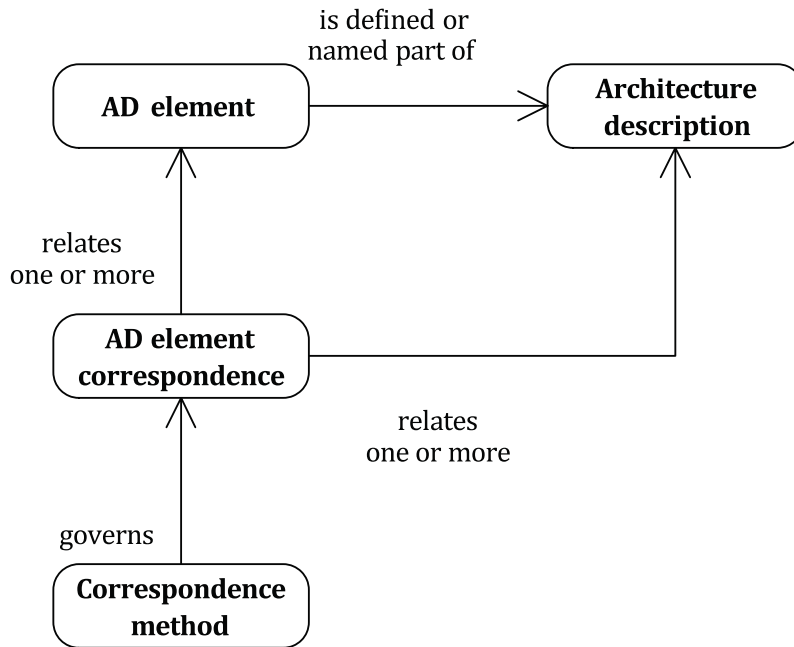 is defined or
named part of
AD element
Architecture
description
relates
one or more
AD element
correspondence
relates
one or more
governs
Correspondence
method